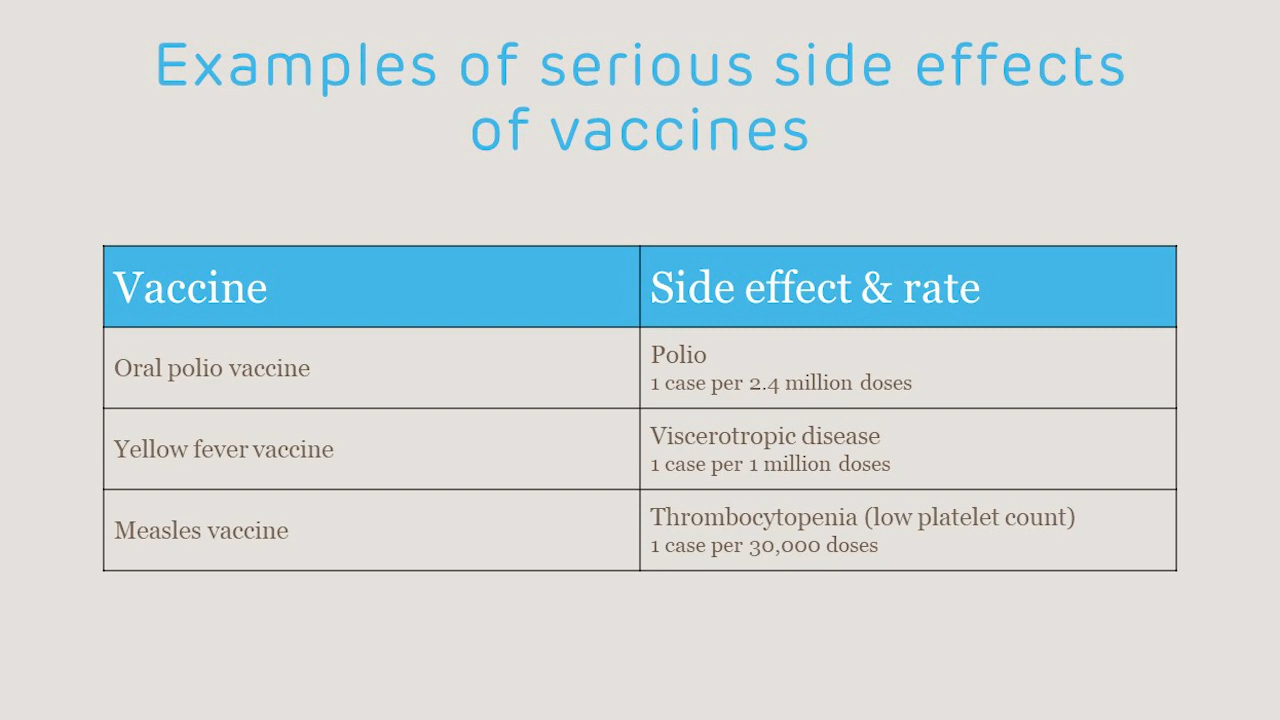 Examples of serious side effects
of vaccines
Vaccine
Side effect & rate
Oral polio vaccine
Polio
1 case per 2.4 million doses
Yellow fever vaccine
Viscerotropic disease
1 case per 1 million doses
Measles vaccine
Thrombocytopenia (low platelet count)
1 case per 30,000 doses